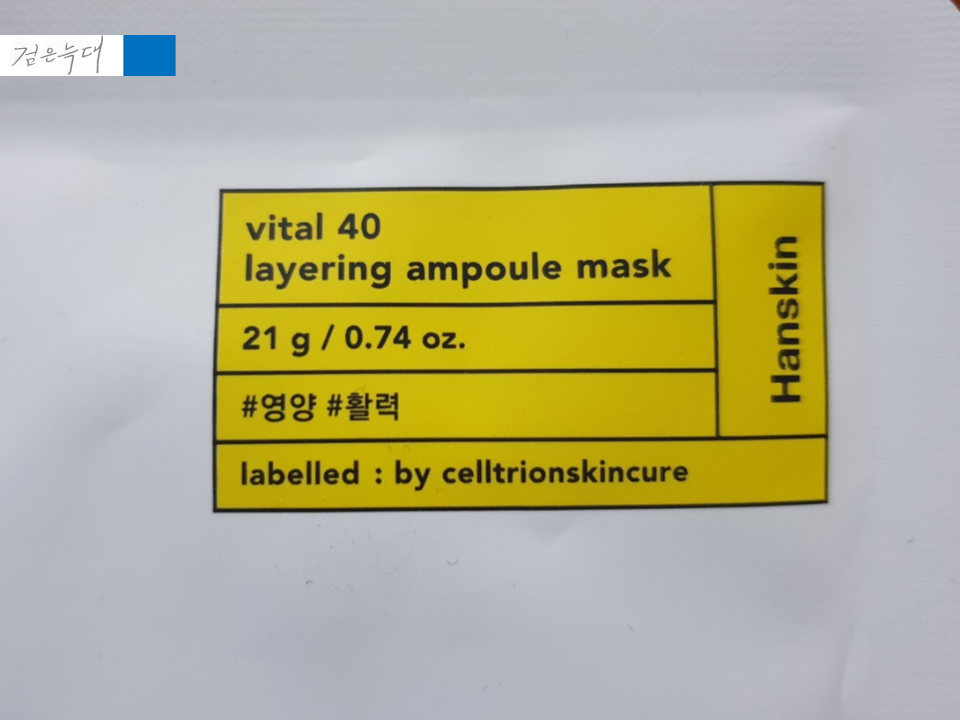 검은늑대
vital 40
layering ampoule mask
21 g / 0.74 oz.
#영양 #활력
labelled : by celltrionskincure
Hanskin